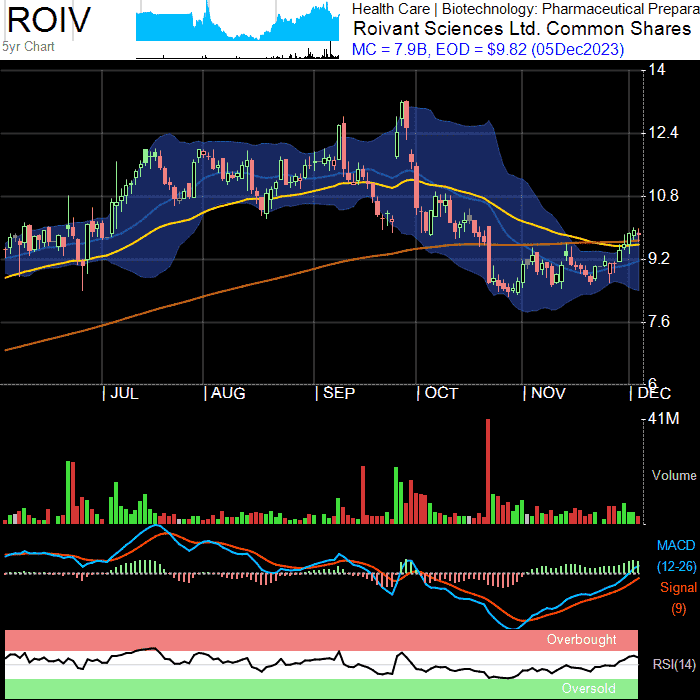 ROIV
5yr Chart
Health Care | Biotechnology: Pharmaceutical Prepara
Roivant Sciences Ltd. Common Shares
MC = 7.9B, EOD = $9.82 (05Dec2023)
14
12.4
10.8
9.2
7.6
6
| JUL | AUG | SEP | OCT | NOV | DEC
41M
Volume
MACD
(12-26)
Signal
(9)
Overbought
RSI(14)
Oversold